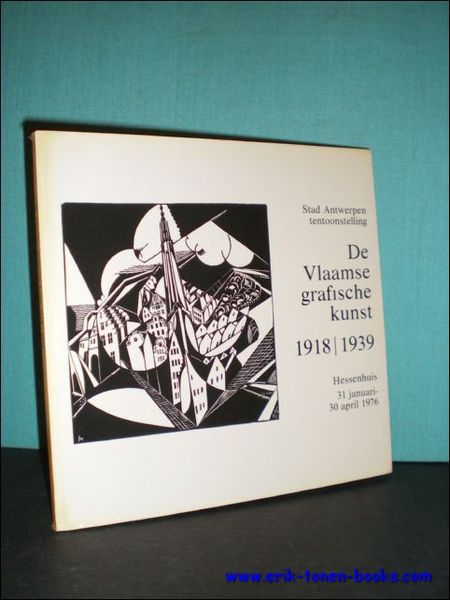 Stad Antwerpen
tentoonstelling
De
Vlaamse
grafische
kunst
1918|1939
Hessenhuis
31 januari-
30 april 1976
www.erik-tonen-books.com